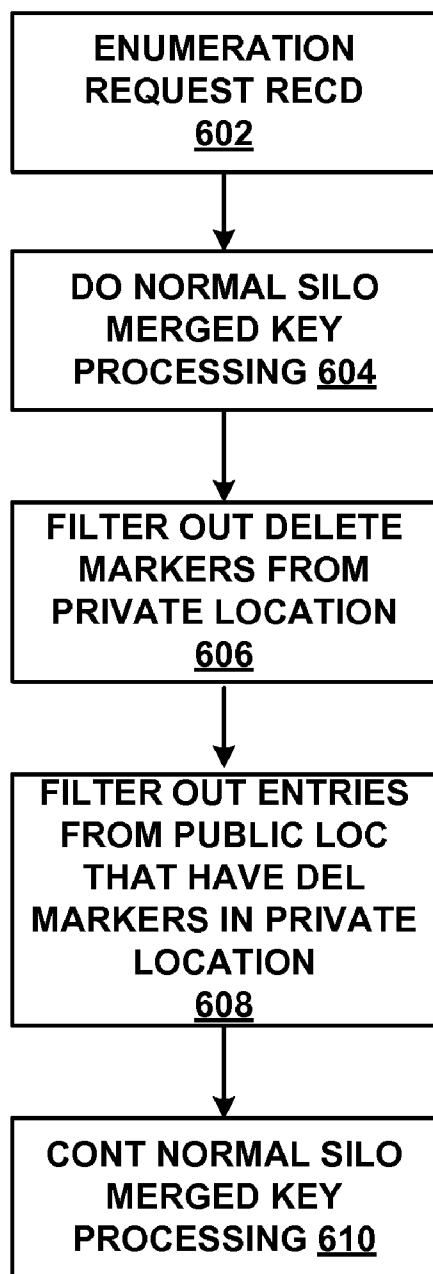 ENUMERATION
REQUEST RECD
602
DO NORMAL SILO
MERGED KEY
PROCESSING 604
FILTER OUT DELETE
MARKERS FROM
PRIVATE LOCATION
606
FILTER OUT ENTRIES
FROM PUBLIC LOC
THAT HAVE DEL
MARKERS IN PRIVATE
LOCATION
608
CONT NORMAL SILO
MERGED KEY
PROCESSING 610